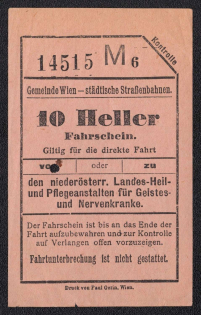 Kontrolle
14515 M 6
Gemeinde Wien — städtische Straßenbahnen.
10 Heller
Fahrschein.
Giltig für die direkte Fahrt
von oder zu
den niederösterr. Landes-Heil-
und Pflegeanstalten für Geistes-
und Nervenkranke.
Der Fahrschein ist bis an das Ende der
Fahrt aufzubewahren und zur Kontrolle
auf Verlangen offen vorzuzeigen.
Fahrtunterbrechung ist nicht gestattet.
Druck von Paul Gerin, Wien.